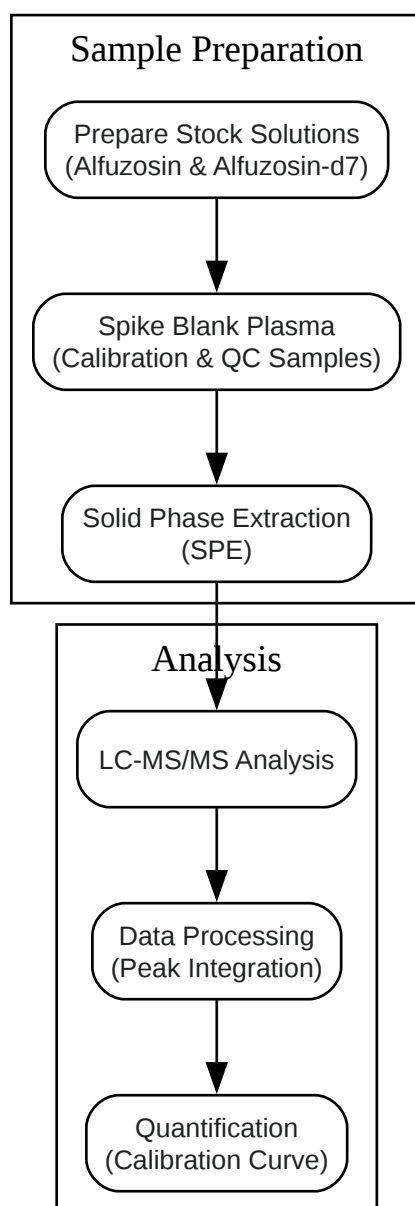 Sample Preparation
Prepare Stock Solutions
(Alfuzosin & Alfuzosin-d7)
Spike Blank Plasma
(Calibration & QC Samples)
Solid Phase Extraction
(SPE)
Analysis
LC-MS/MS Analysis
Data Processing
(Peak Integration)
Quantification
(Calibration Curve)